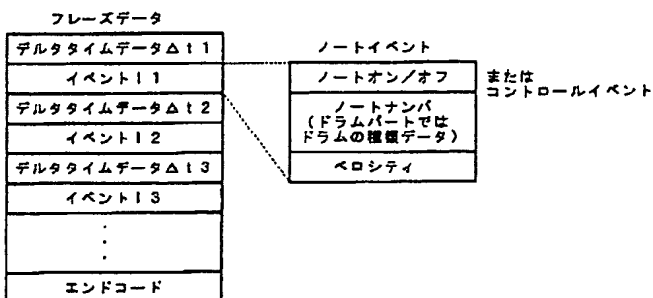 フレーズデータ
デルタタイムデータΔt1
イベントI1
デルタタイムデータΔt2
イベントI2
デルタタイムデータΔt3
イベントI3
・
・
エンドコード
ノートイベント
ノートオン/オフ
ノートナンバ
(ドラムパートでは
ドラムの種類データ)
ベロシティ
または
コントロールイベント